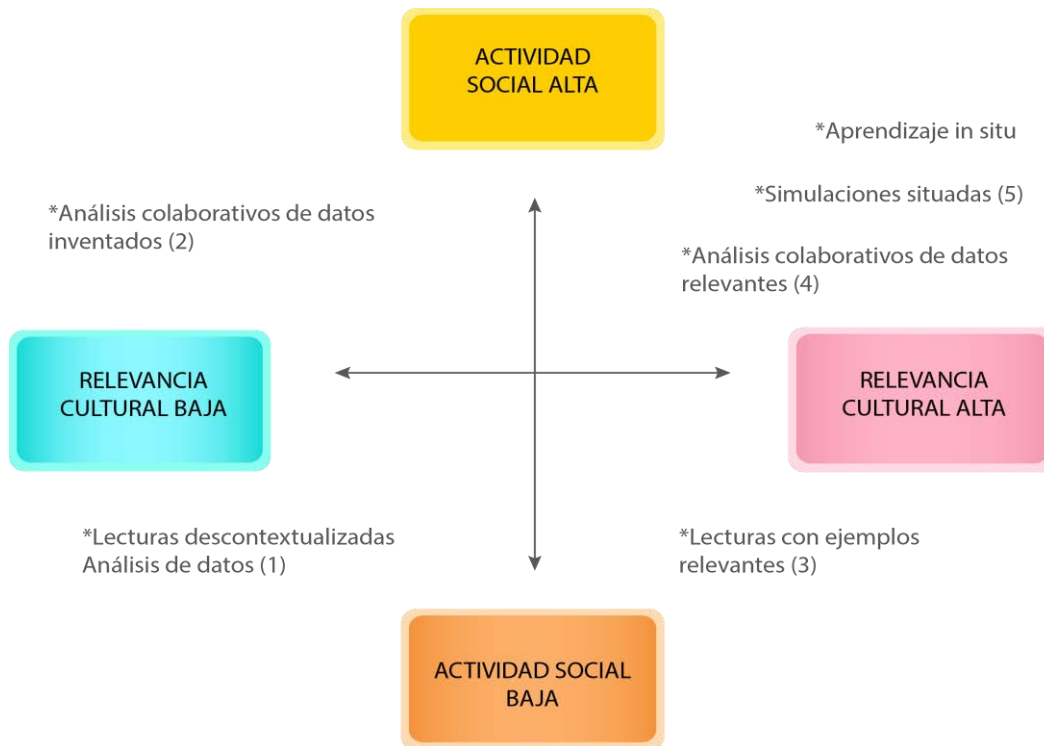 ACTIVIDAD
SOCIAL ALTA
*Aprendizaje in situ
*Simulaciones situadas (5)
*Análisis colaborativos de datos
inventados (2)
*Análisis colaborativos de datos
relevantes (4)
RELEVANCIA
CULTURAL BAJA
RELEVANCIA
CULTURAL ALTA
*Lecturas descontextualizadas
Análisis de datos (1)
*Lecturas con ejemplos
relevantes (3)
ACTIVIDAD SOCIAL
BAJA